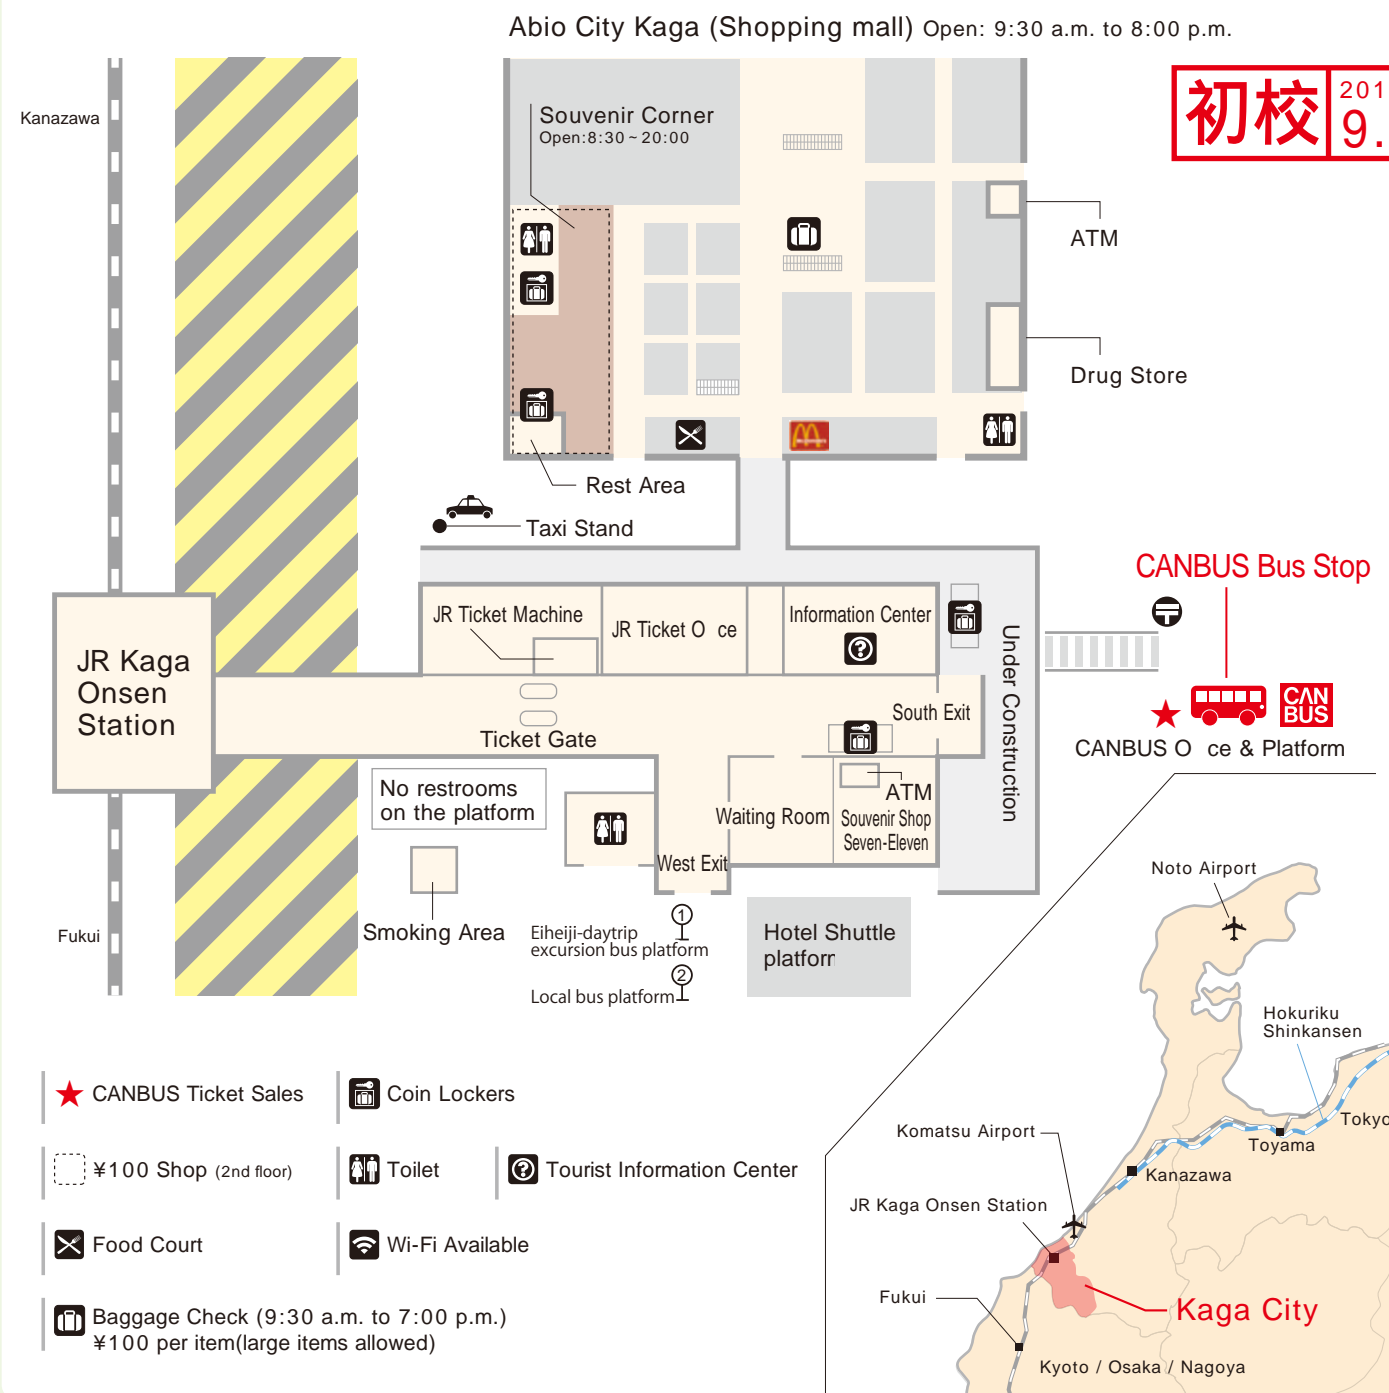 Abio City Kaga (Shopping mall) Open: 9:30 a.m. to 8:00 p.m.
初校
201
9.
Kanazawa
Souvenir Corner
Open:8:30~20:00
ATM
Drug Store
Rest Area
Taxi Stand
CANBUS Bus Stop
JR Ticket Machine
JR Ticket O ce
Information Center
Under Construction
JR Kaga
Onsen
Station
South Exit
CAN
BUS
Ticket Gate
CANBUS O ce & Platform
No restrooms
on the platform
ATM
Waiting Room
Souvenir Shop
Seven-Eleven
West Exit
Noto Airport
Fukui
Smoking Area
1
Eiheiji-daytrip
excursion bus platform
Hotel Shuttle
platform
2
Local bus platform
Hokuriku
Shinkansen
CANBUS Ticket Sales
Coin Lockers
Tokyo
Komatsu Airport
Toyama
¥100 Shop (2nd floor)
Toilet
Tourist Information Center
Kanazawa
JR Kaga Onsen Station
Food Court
Wi-Fi Available
Fukui
Kaga City
Baggage Check (9:30 a.m. to 7:00 p.m.)
¥100 per item(large items allowed)
Kyoto / Osaka / Nagoya